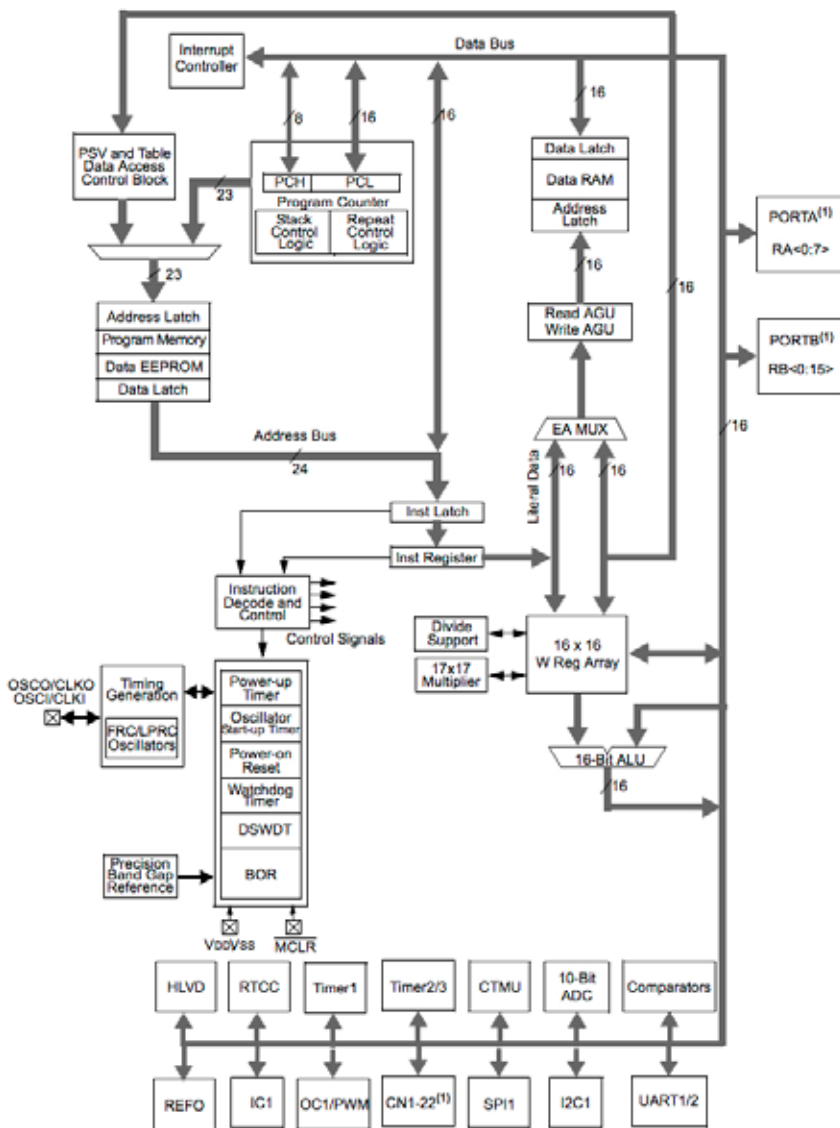 Data Bus
Interrupt
Controller
8
16
16
16
PSV and Table
Data Access
Control Block
23
PCH
PCL
Program Counter
Stack
Control
Logic
Repeat
Control
Logic
Data Latch
Data RAM
Address
Latch
PORTA(1)
RA<0:7>
16
16
23
Address Latch
Program Memory
Data EEPROM
Data Latch
Read AGU
Write AGU
PORTB(1)
RB<0:15>
16
Address Bus
24
EA MUX
Literal Data
16
16
Inst Latch
Inst Register
Instruction
Decode and
Control
Control Signals
Divide
Support
17x17
Multiplier
16 x 16
W Reg Array
OSCO/CLKO
OSCI/CLKI
Timing
Generation
FRC/LPRC
Oscillators
Power-up
Timer
Oscillator
Start-up Timer
Power-on
Reset
Watchdog
Timer
DSWDT
BOR
16-Bit ALU
16
Precision
Band Gap
Reference
VDDVSS
MCLR
HLVD
RTCC
Timer1
Timer2/3
CTMU
10-Bit
ADC
Comparators
REFO
IC1
OC1/PWM
CN1-22(1)
SPI1
I2C1
UART1/2